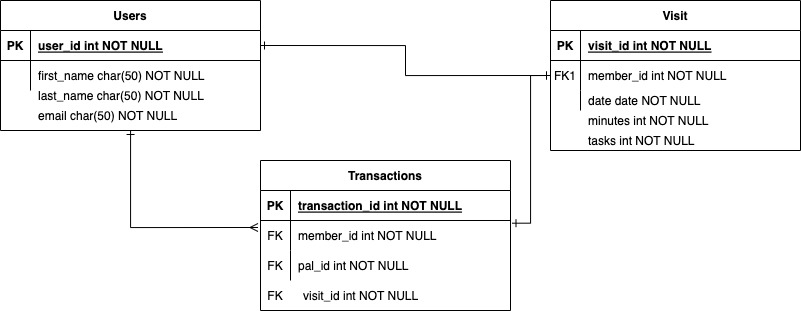 Users
PK user_id int NOT NULL
first_name char(50) NOT NULL
last_name char(50) NOT NULL
email char(50) NOT NULL
Visit
PK visit_id int NOT NULL
FK1 member_id int NOT NULL
date date NOT NULL
minutes int NOT NULL
tasks int NOT NULL
Transactions
PK transaction_id int NOT NULL
FK member_id int NOT NULL
FK pal_id int NOT NULL
FK visit_id int NOT NULL